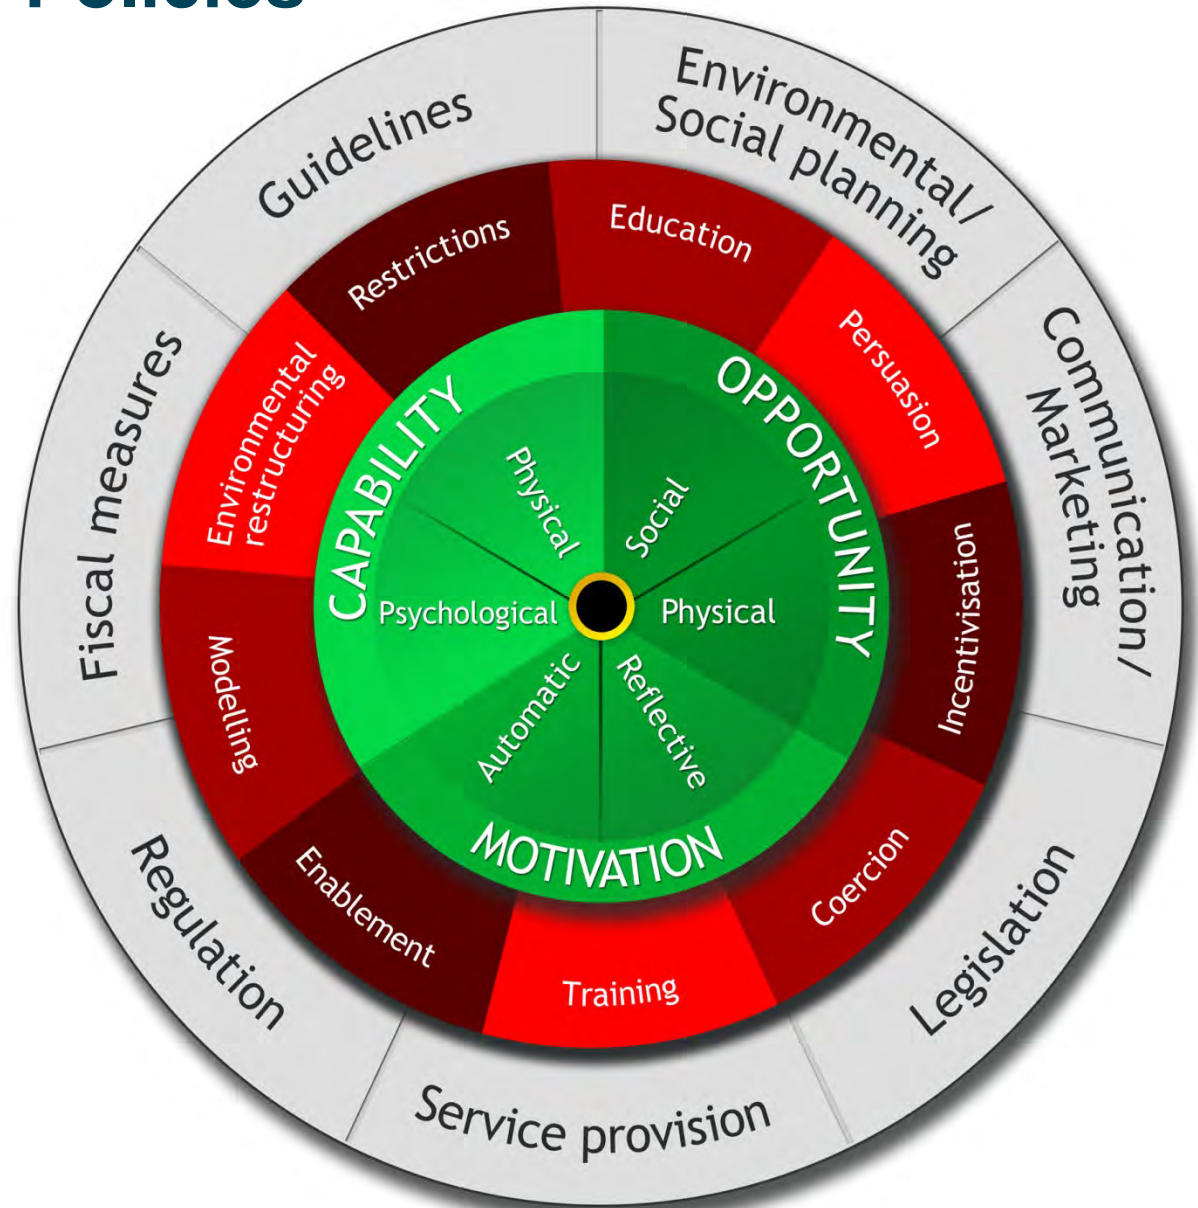 Policies
Guidelines
Environmental/
Social planning
Communication/
Marketing
Legislation
Service provision
Regulation
Fiscal measures
Restrictions
Education
Persuasion
Incentivisation
Coercion
Training
Enablement
Modelling
Environmental
restructuring
CAPABILITY
OPPORTUNITY
MOTIVATION
Physical
Social
Psychological
Physical
Automatic
Reflective